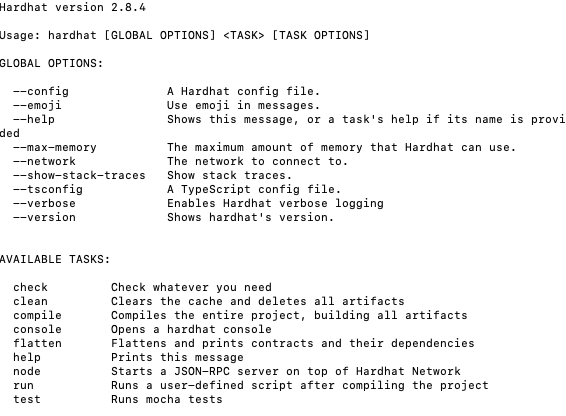 Hardhat version 2.8.4
Usage: hardhat [GLOBAL OPTIONS] <TASK> [TASK OPTIONS]
GLOBAL OPTIONS:
--config A Hardhat config file.
--emoji Use emoji in messages.
--help Shows this message, or a task's help if its name is provi
ded
--max-memory The maximum amount of memory that Hardhat can use.
--network The network to connect to.
--show-stack-traces Show stack traces.
--tsconfig A TypeScript config file.
--verbose Enables Hardhat verbose logging
--version Shows hardhat's version.
AVAILABLE TASKS:
check Check whatever you need
clean Clears the cache and deletes all artifacts
compile Compiles the entire project, building all artifacts
console Opens a hardhat console
flatten Flattens and prints contracts and their dependencies
help Prints this message
node Starts a JSON-RPC server on top of Hardhat Network
run Runs a user-defined script after compiling the project
test Runs mocha tests